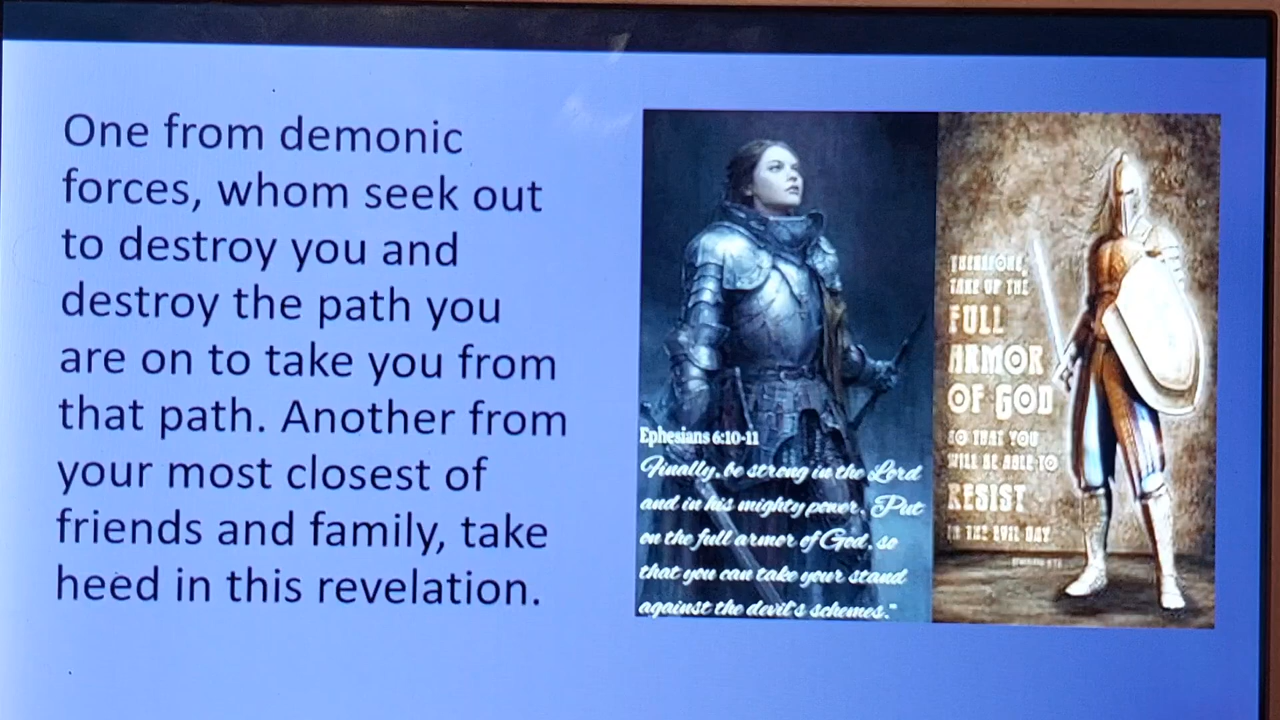 One from demonic
forces, whom seek out
to destroy you and
destroy the path you
are on to take you from
that path. Another from
your most closest of
friends and family, take
heed in this revelation.
Ephesians 6:10-11
Finally, be strong in the Lord
and in his mighty power. Put
on the full armor of God, so
that you can take your stand
against the devil's schemes."
THEREFORE,
TAKE UP THE
FULL
ARMOR
OF GOD
SO THAT YOU
WILL BE ABLE TO
RESIST
IN THE EVIL DAY